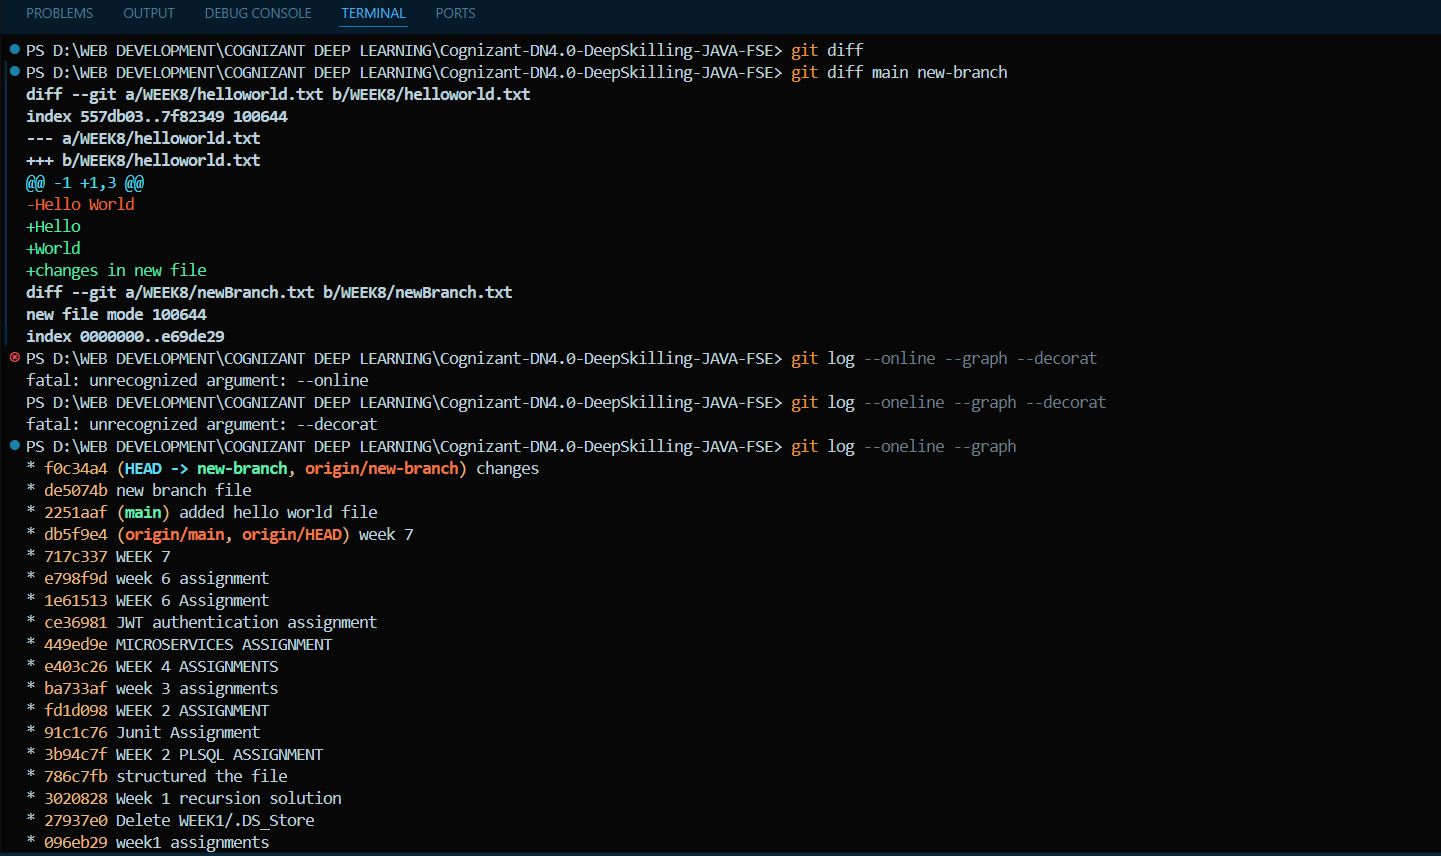 PROBLEMS OUTPUT DEBUG CONSOLE TERMINAL PORTS
PS D:\WEB DEVELOPMENT\COGNIZANT DEEP LEARNING\Cognizant-DN4.0-DeepSkilling-JAVA-FSE> git diff
PS D:\WEB DEVELOPMENT\COGNIZANT DEEP LEARNING\Cognizant-DN4.0-DeepSkilling-JAVA-FSE> git diff main new-branch
diff --git a/WEEK8/helloworld.txt b/WEEK8/helloworld.txt
index 557db03..7f82349 100644
--- a/WEEK8/helloworld.txt
+++ b/WEEK8/helloworld.txt
@@ -1 +1,3 @@
-Hello World
+Hello
+World
+changes in new file
diff --git a/WEEK8/newBranch.txt b/WEEK8/newBranch.txt
new file mode 100644
index 0000000..e69de29
PS D:\WEB DEVELOPMENT\COGNIZANT DEEP LEARNING\Cognizant-DN4.0-DeepSkilling-JAVA-FSE> git log --online --graph --decorat
fatal: unrecognized argument: --online
PS D:\WEB DEVELOPMENT\COGNIZANT DEEP LEARNING\Cognizant-DN4.0-DeepSkilling-JAVA-FSE> git log --oneline --graph --decorat
fatal: unrecognized argument: --decorat
PS D:\WEB DEVELOPMENT\COGNIZANT DEEP LEARNING\Cognizant-DN4.0-DeepSkilling-JAVA-FSE> git log --oneline --graph
* f0c34a4 (HEAD -> new-branch, origin/new-branch) changes
* de5074b new branch file
* 2251aaf (main) added hello world file
* db5f9e4 (origin/main, origin/HEAD) week 7
* 717c337 WEEK 7
* e798f9d week 6 assignment
* 1e61513 WEEK 6 Assignment
* ce36981 JWT authentication assignment
* 449ed9e MICROSERVICES ASSIGNMENT
* e403c26 WEEK 4 ASSIGNMENTS
* ba733af week 3 assignments
* fd1d098 WEEK 2 ASSIGNMENT
* 91c1c76 Junit Assignment
* 3b94c7f WEEK 2 PLSQL ASSIGNMENT
* 786c7fb structured the file
* 3020828 Week 1 recursion solution
* 27937e0 Delete WEEK1/.DS_Store
* 096eb29 week1 assignments